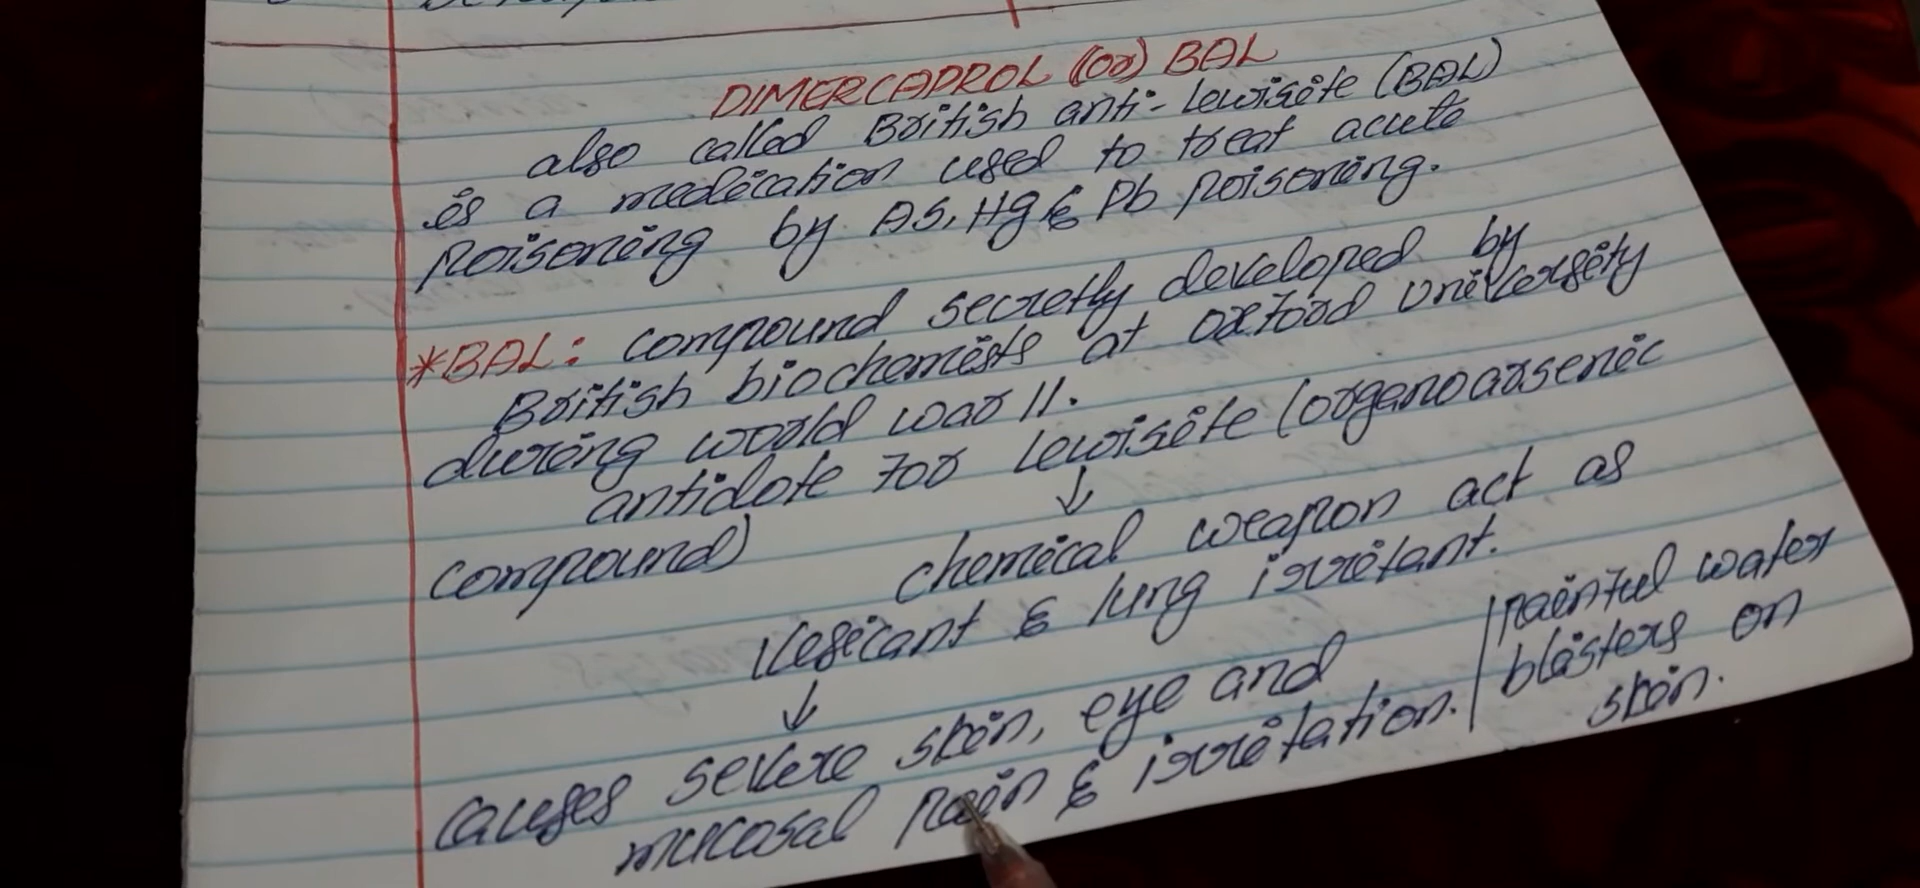 DIMERCAPROL (or) BAL
also called British anti-lewisite (BAL)
is a medication used to treat acute
poisoning by AS, Hg & Pb poisoning.
*BAL: compound secretly developed by
British biochemists at oxford university
during world war II.
antidote for lewisite (organoarsenic
compound)
↓
chemical weapon act as
vesicant & lung irritant.
↓
causes severe skin, eye and
mucosal pain & irritation.
painful water
blisters on
skin.